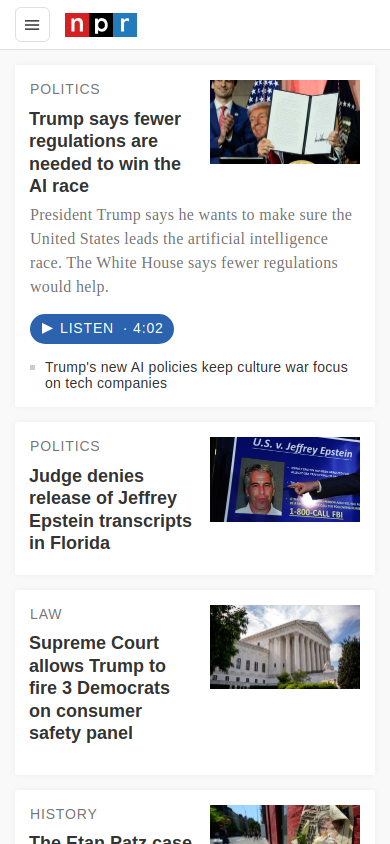 npr
POLITICS
Trump says fewer
regulations are
needed to win the
AI race
President Trump says he wants to make sure the
United States leads the artificial intelligence
race. The White House says fewer regulations
would help.
LISTEN · 4:02
Trump's new AI policies keep culture war focus
on tech companies
POLITICS
Judge denies
release of Jeffrey
Epstein transcripts
in Florida
U.S. v. Jeffrey Epstein
1-800-CALL FBI
LAW
Supreme Court
allows Trump to
fire 3 Democrats
on consumer
safety panel
HISTORY
The Etan Patz case